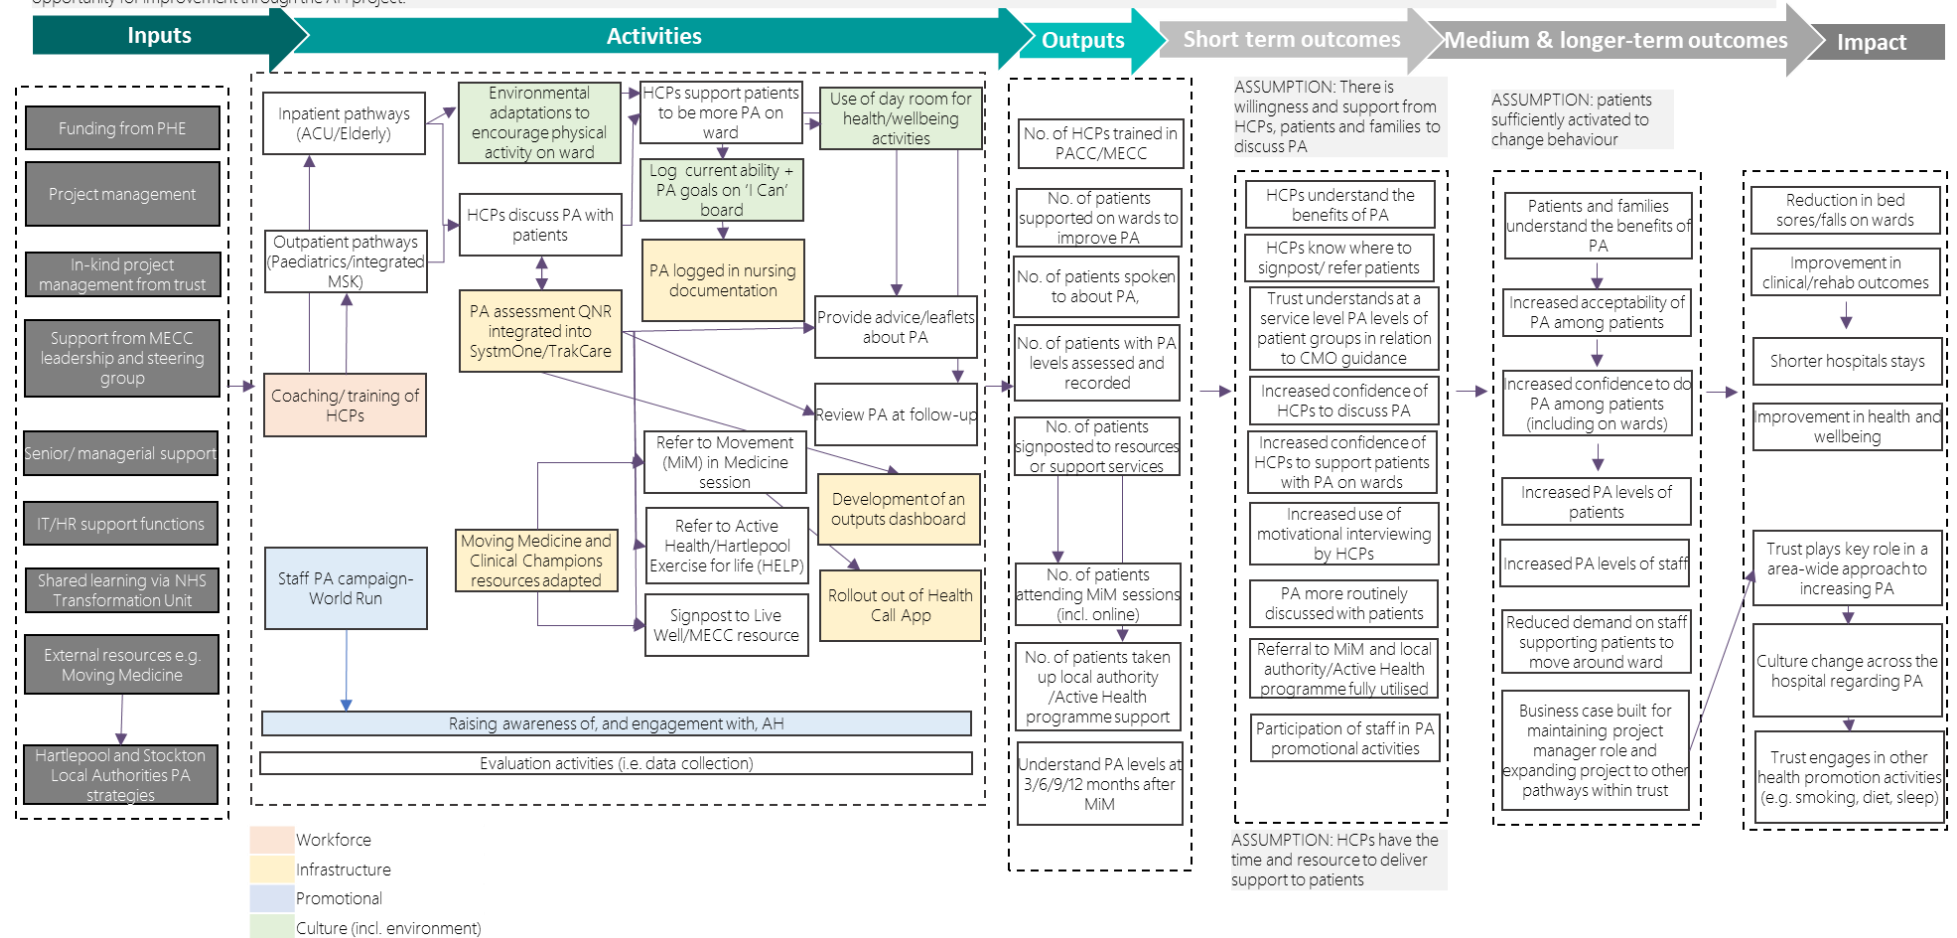 opportunity for improvement through the AH project.
Inputs
Activities
Outputs
Short term outcomes
Medium & longer-term outcomes
Impact
Funding from PHE
Project management
In-kind project
management from trust
Support from MECC
leadership and steering
group
Senior/ managerial support
IT/HR support functions
Shared learning via NHS
Transformation Unit
External resources e.g.
Moving Medicine
Hartlepool and Stockton
Local Authorities PA
strategies
Inpatient pathways
(ACU/Elderly)
Outpatient pathways
(Paediatrics/integrated
MSK)
Coaching/ training of
HCPs
Staff PA campaign-
World Run
Environmental
adaptations to
encourage physical
activity on ward
HCPs discuss PA with
patients
PA assessment QNR
integrated into
SystmOne/TrakCare
Moving Medicine and
Clinical Champions
resources adapted
HCPs support patients
to be more PA on
ward
Log current ability +
PA goals on ‘I Can’
board
PA logged in nursing
documentation
Refer to Movement
(MiM) in Medicine
session
Refer to Active
Health/Hartlepool
Exercise for life (HELP)
Signpost to Live
Well/MECC resource
Use of day room for
health/wellbeing
activities
Provide advice/leaflets
about PA
Review PA at follow-up
Development of an
outputs dashboard
Rollout out of Health
Call App
Raising awareness of, and engagement with, AH
Evaluation activities (i.e. data collection)
No. of HCPs trained in
PACC/MECC
No. of patients
supported on wards to
improve PA
No. of patients spoken
to about PA,
No. of patients with PA
levels assessed and
recorded
No. of patients
signposted to resources
or support services
No. of patients
attending MiM sessions
(incl. online)
No. of patients taken
up local authority
/Active Health
programme support
Understand PA levels at
3/6/9/12 months after
MiM
ASSUMPTION: There is
willingness and support from
HCPs, patients and families to
discuss PA
HCPs understand the
benefits of PA
HCPs know where to
signpost/ refer patients
Trust understands at a
service level PA levels of
patient groups in relation
to CMO guidance
Increased confidence of
HCPs to discuss PA
Increased confidence of
HCPs to support patients
with PA on wards
Increased use of
motivational interviewing
by HCPs
PA more routinely
discussed with patients
Referral to MiM and local
authority/Active Health
programme fully utilised
Participation of staff in PA
promotional activities
ASSUMPTION: HCPs have the
time and resource to deliver
support to patients
ASSUMPTION: patients
sufficiently activated to
change behaviour
Patients and families
understand the benefits of
PA
Increased acceptability of
PA among patients
Increased confidence to do
PA among patients
(including on wards)
Increased PA levels of
patients
Increased PA levels of staff
Reduced demand on staff
supporting patients to
move around ward
Business case built for
maintaining project
manager role and
expanding project to other
pathways within trust
Reduction in bed
sores/falls on wards
Improvement in
clinical/rehab outcomes
Shorter hospitals stays
Improvement in health and
wellbeing
Trust plays key role in a
area-wide approach to
increasing PA
Culture change across the
hospital regarding PA
Trust engages in other
health promotion activities
(e.g. smoking, diet, sleep)
Workforce
Infrastructure
Promotional
Culture (incl. environment)